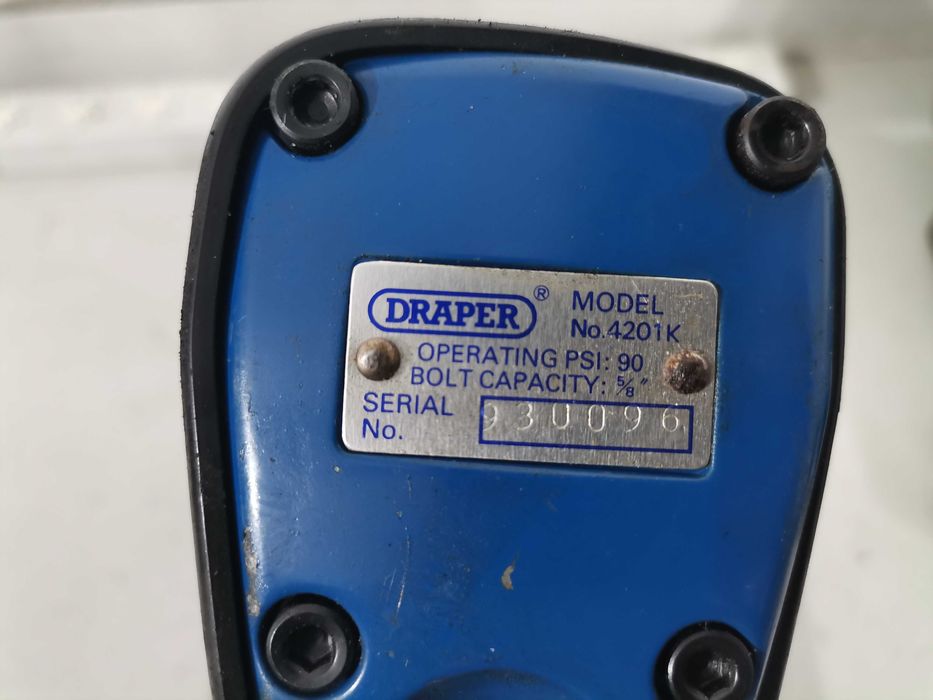 DRAPER®
MODEL
No.4201K
OPERATING PSI: 90
BOLT CAPACITY: 5/8"
SERIAL
No.
930096